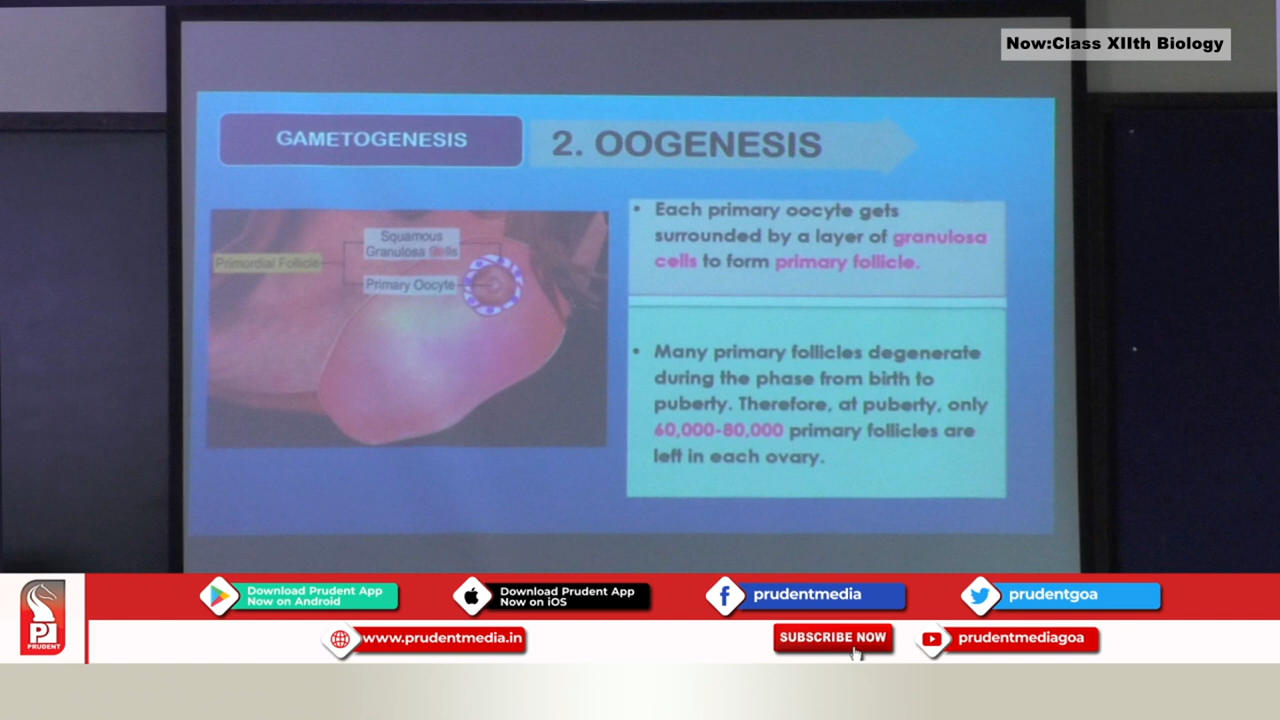 Now:Class XIIth Biology
GAMETOGENESIS
2. OOGENESIS
Squamous
Granulosa Cells
Primordial Follicle
Primary Oocyte
• Each primary oocyte gets
surrounded by a layer of granulosa
cells to form primary follicle.
• Many primary follicles degenerate
during the phase from birth to
puberty. Therefore, at puberty, only
60,000-80,000 primary follicles are
left in each ovary.
Download Prudent App
Now on Android
Download Prudent App
Now on iOS
prudentmedia
prudentgoa
PRUDENT
www.prudentmedia.in
SUBSCRIBE NOW
prudentmediagoa